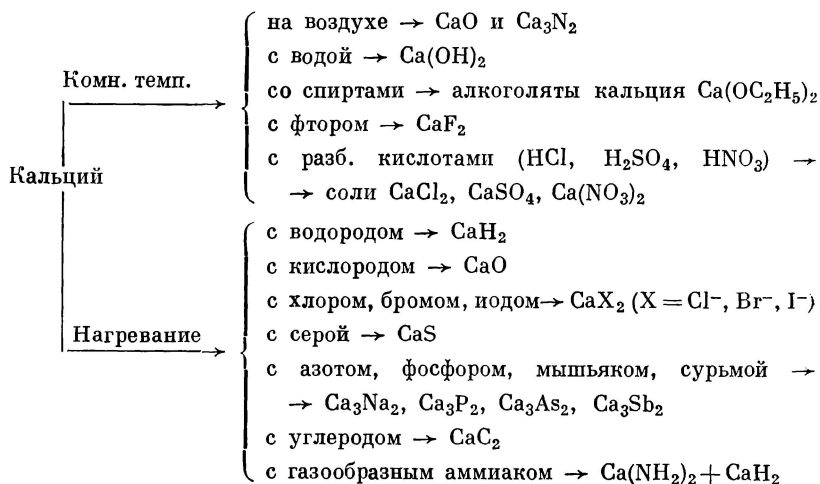 на воздухе → CaO и Ca₃N₂
с водой → Ca(OH)₂
Комн. темп.
со спиртами → алкоголяты кальция Ca(OC₂H₅)₂
с фтором → CaF₂
с разб. кислотами (HCl, H₂SO₄, HNO₃) →
Кальций
→ соли CaCl₂, CaSO₄, Ca(NO₃)₂
с водородом → CaH₂
с кислородом → CaO
с хлором, бромом, иодом→ CaX₂ (X = Cl⁻, Br⁻, I⁻)
Нагревание
с серой → CaS
с азотом, фосфором, мышьяком, сурьмой →
→ Ca₃Na₂, Ca₃P₂, Ca₃As₂, Ca₃Sb₂
с углеродом → CaC₂
с газообразным аммиаком → Ca(NH₂)₂ + CaH₂